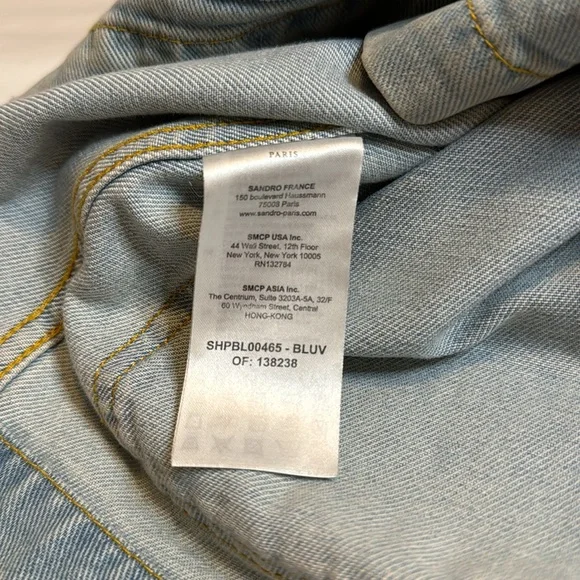 PARIS
SANDRO FRANCE
150 boulevard Haussmann
75008 Paris
www.sandro-paris.com
SMCP USA Inc.
44 Wall Street, 12th Floor
New York, New York 10005
RN132784
SMCP ASIA Inc.
The Centrium, Suite 3203A-5, 32/F
60 Wyndham Street, Central
HONG-KONG
SHPBL00465 - BLUV
OF: 138238